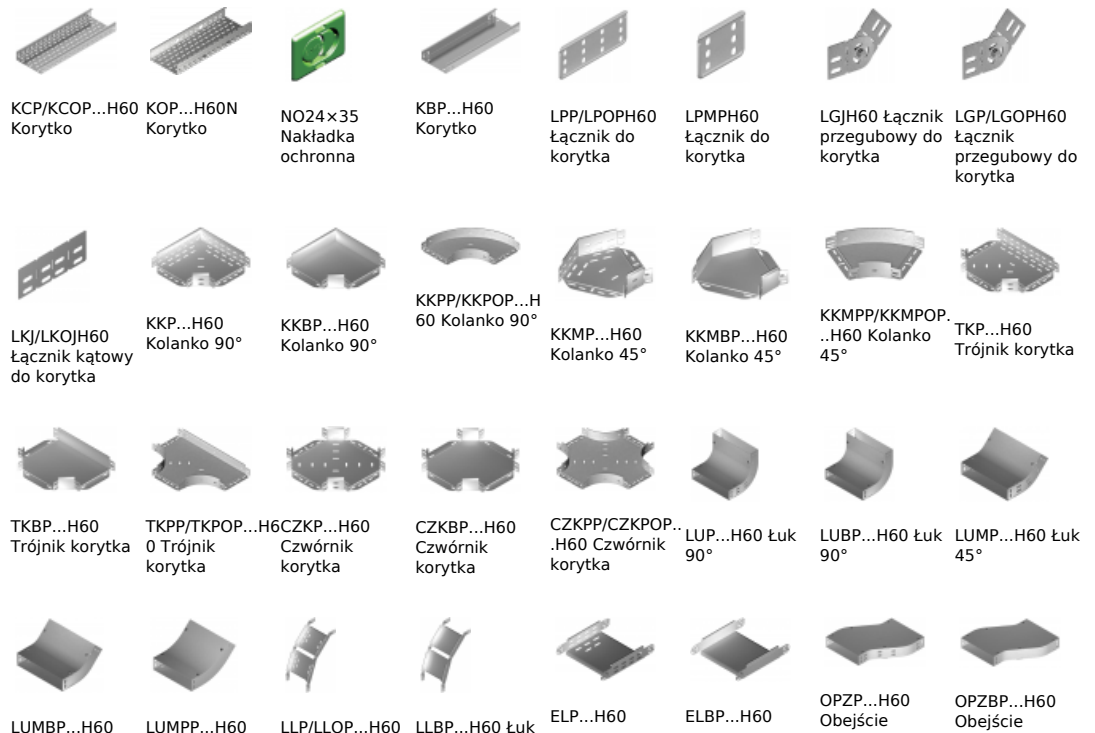 KCP/KCOP...H60
Korytko
KOP...H60N
Korytko
NO24×35
Nakładka
ochronna
KBP...H60
Korytko
LPP/LPOPH60
Łącznik do
korytka
LPMPH60
Łącznik do
korytka
LGJH60 Łącznik
przegubowy do
korytka
LGP/LGOPH60
Łącznik
przegubowy do
korytka
LKJ/LKOJH60
Łącznik kątowy
do korytka
KKP...H60
Kolanko 90°
KKBP...H60
Kolanko 90°
KKPP/KKPOP...H
60 Kolanko 90°
KKMP...H60
Kolanko 45°
KKMBP...H60
Kolanko 45°
KKMPP/KKMPOP.
..H60 Kolanko
45°
TKP...H60
Trójnik korytka
TKBP...H60
Trójnik korytka
TKPP/TKPOP...H6
0 Trójnik
korytka
CZKP...H60
Czwórnik
korytka
CZKBP...H60
Czwórnik
korytka
CZKPP/CZKPOP..
.H60 Czwórnik
korytka
LUP...H60 Łuk
90°
LUBP...H60 Łuk
90°
LUMP...H60 Łuk
45°
LUMBP...H60
LUMPP...H60
LLP/LLOP...H60
LLBP...H60 Łuk
ELP...H60
ELBP...H60
OPZP...H60
Obejście
OPZBP...H60
Obejście